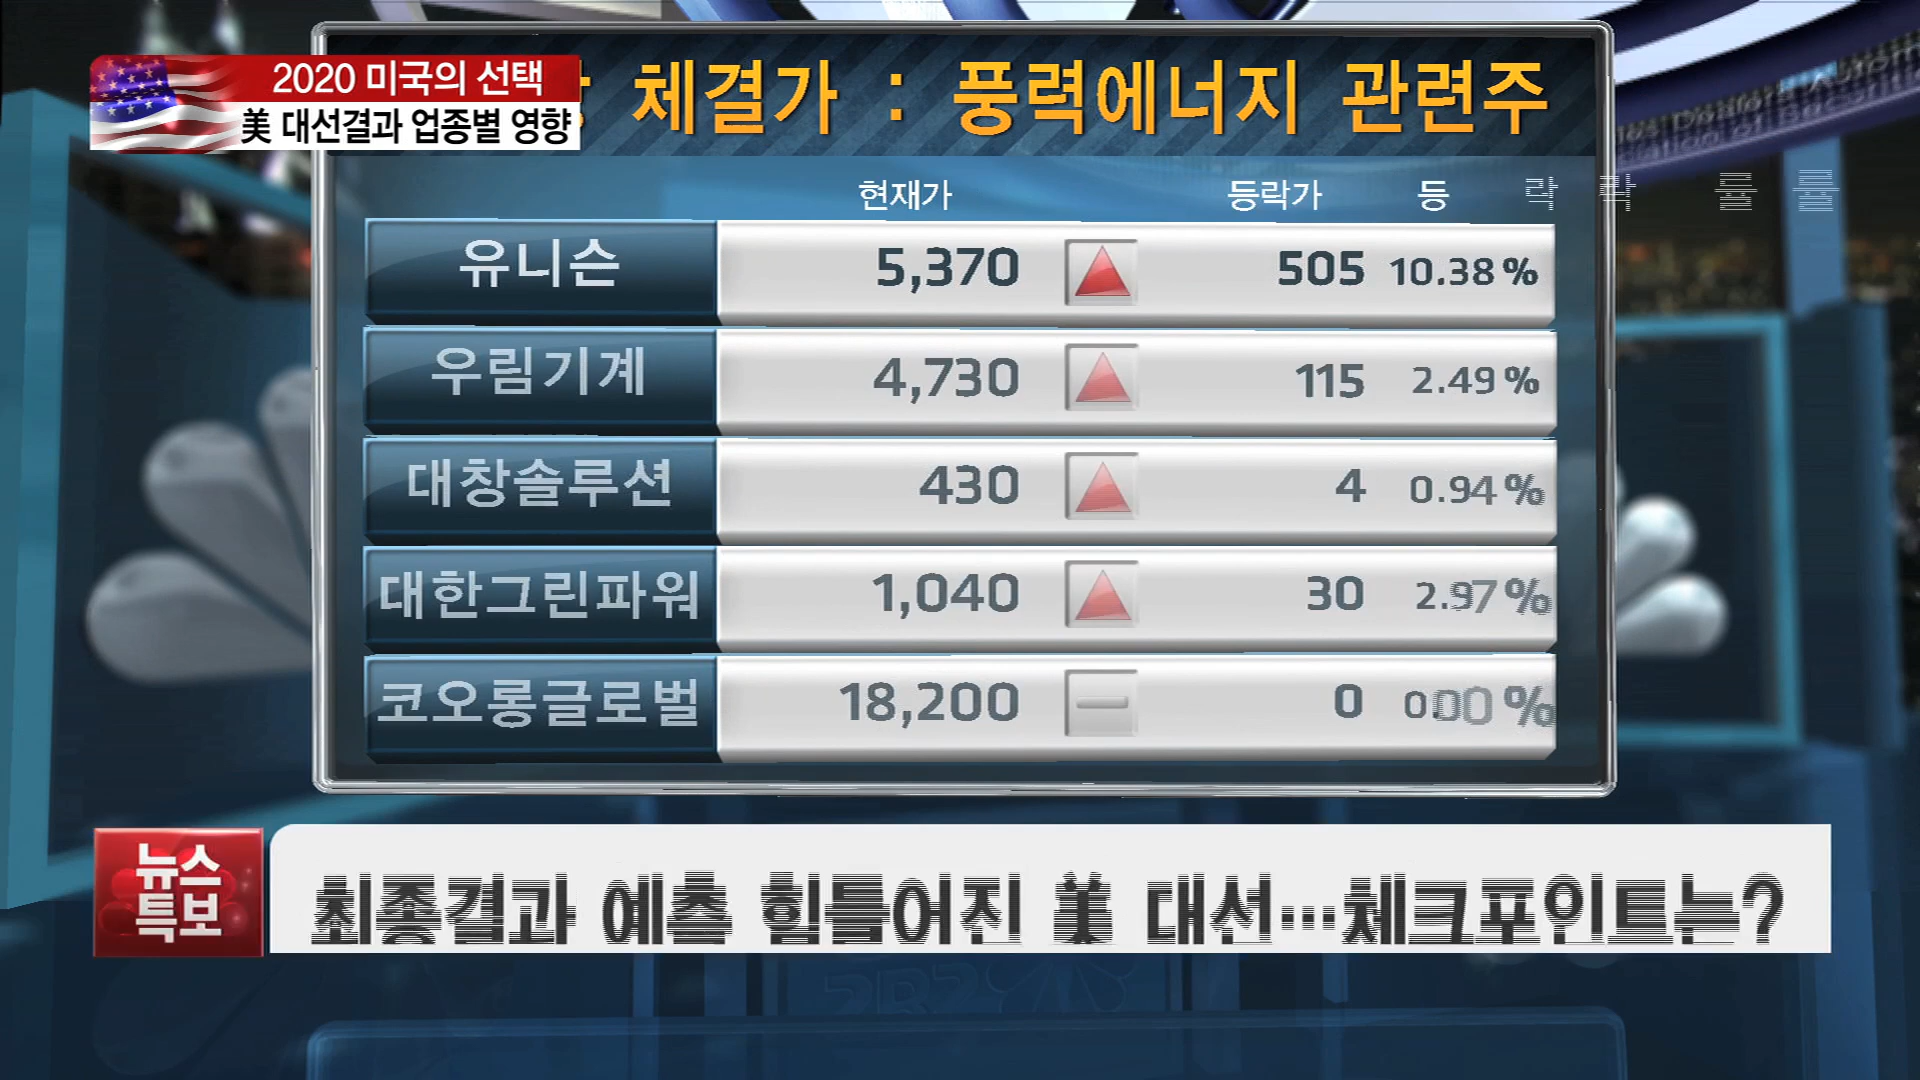 2020 미국의 선택
美 대선결과 업종별 영향
체결가 : 풍력에너지 관련주
현재가 등락가 등락률
유니슨 5,370 ▲ 505 10.38%
우림기계 4,730 ▲ 115 2.49%
대창솔루션 430 ▲ 4 0.94%
대한그린파워 1,040 ▲ 30 2.97%
코오롱글로벌 18,200 - 0 0.00%
뉴스
특보
최종결과 예측 힘들어진 美 대선…체크포인트는?